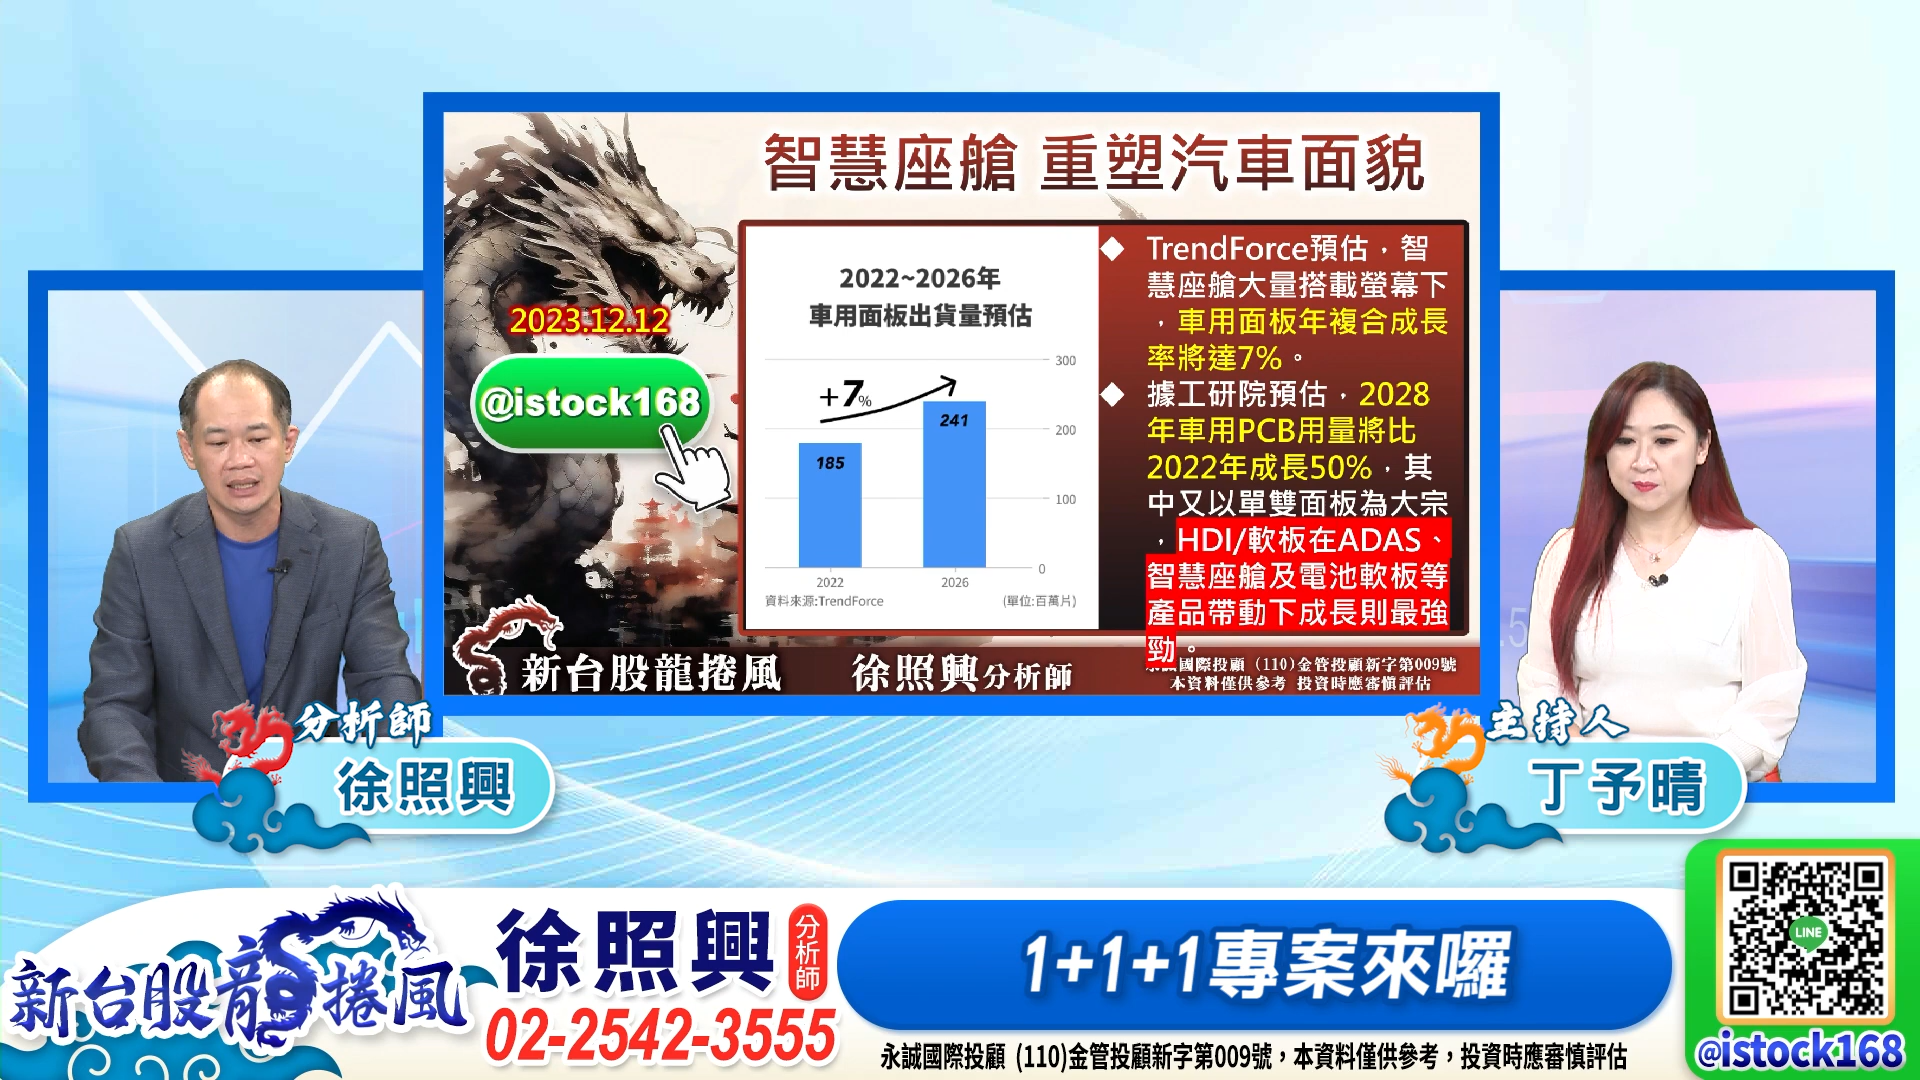 智慧座艙 重塑汽車面貌
2023.12.12
@istock168
2022~2026年
車用面板出貨量預估
300
200
100
0
+7%
185
241
2022
2026
資料來源:TrendForce
(單位:百萬片)
TrendForce預估，智
慧座艙大量搭載螢幕下
，車用面板年複合成長
率將達7%。
據工研院預估，2028
年車用PCB用量將比
2022年成長50%，其
中又以單雙面板為大宗
，HDI/軟板在ADAS、
智慧座艙及電池軟板等
產品帶動下成長則最強
勁。
新台股龍捲風
徐照興分析師
永誠國際投顧 (110)金管投顧新字第009號
本資料僅供參考 投資時應審慎評估
分析師
徐照興
主持人
丁予晴
新台股龍捲風
徐照興
分析師
02-2542-3555
1+1+1專案來囉
永誠國際投顧 (110)金管投顧新字第009號，本資料僅供參考，投資時應審慎評估
LINE
@istock168